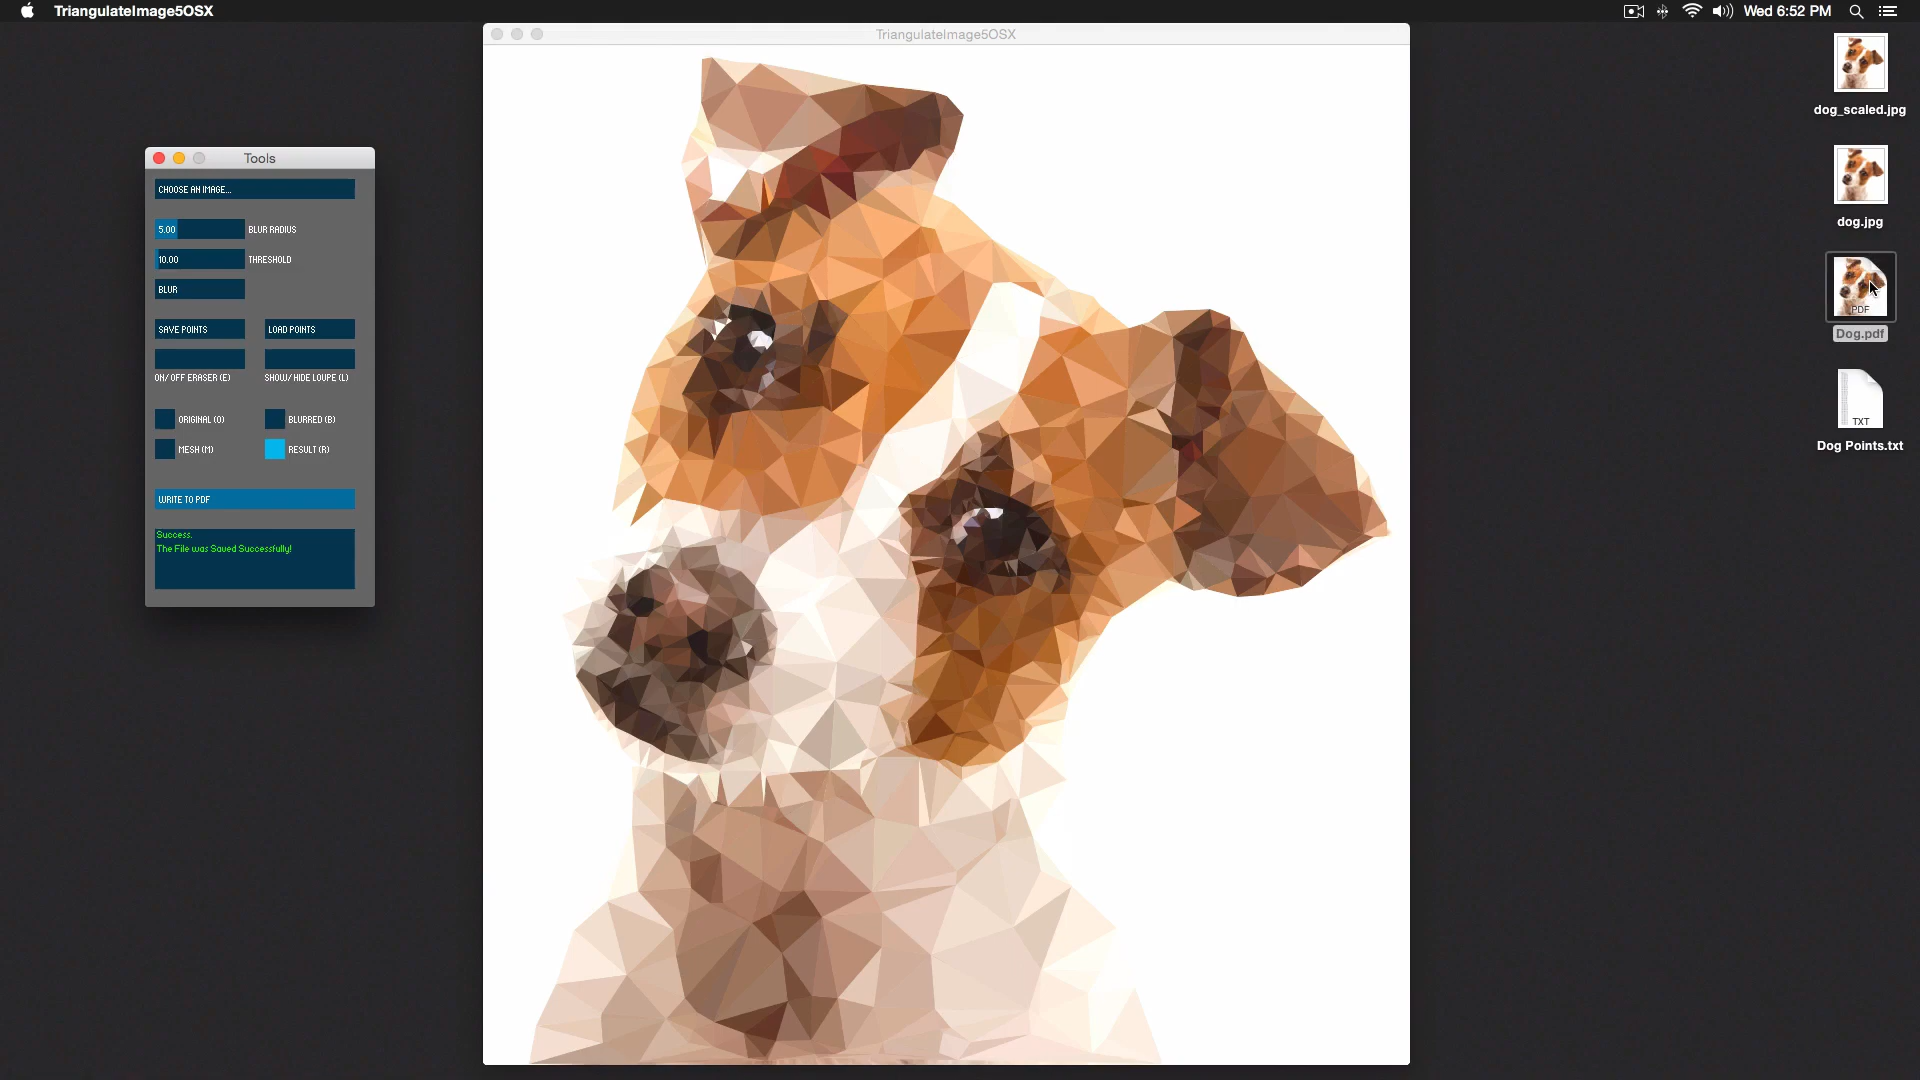 TriangulateImage5OSX
Wed 6:52 PM
TriangulateImage5OSX
Tools
CHOOSE AN IMAGE...
5.00 BLUR RADIUS
10.00 THRESHOLD
BLUR
SAVE POINTS LOAD POINTS
ON/OFF ERASER (E) SHOW/HIDE LOUPE (L)
ORIGINAL (O) BLURRED (B)
MESH (M) RESULT (R)
WRITE TO PDF
Success.
The File was Saved Successfully!
dog_scaled.jpg
dog.jpg
PDF
Dog.pdf
TXT
Dog Points.txt